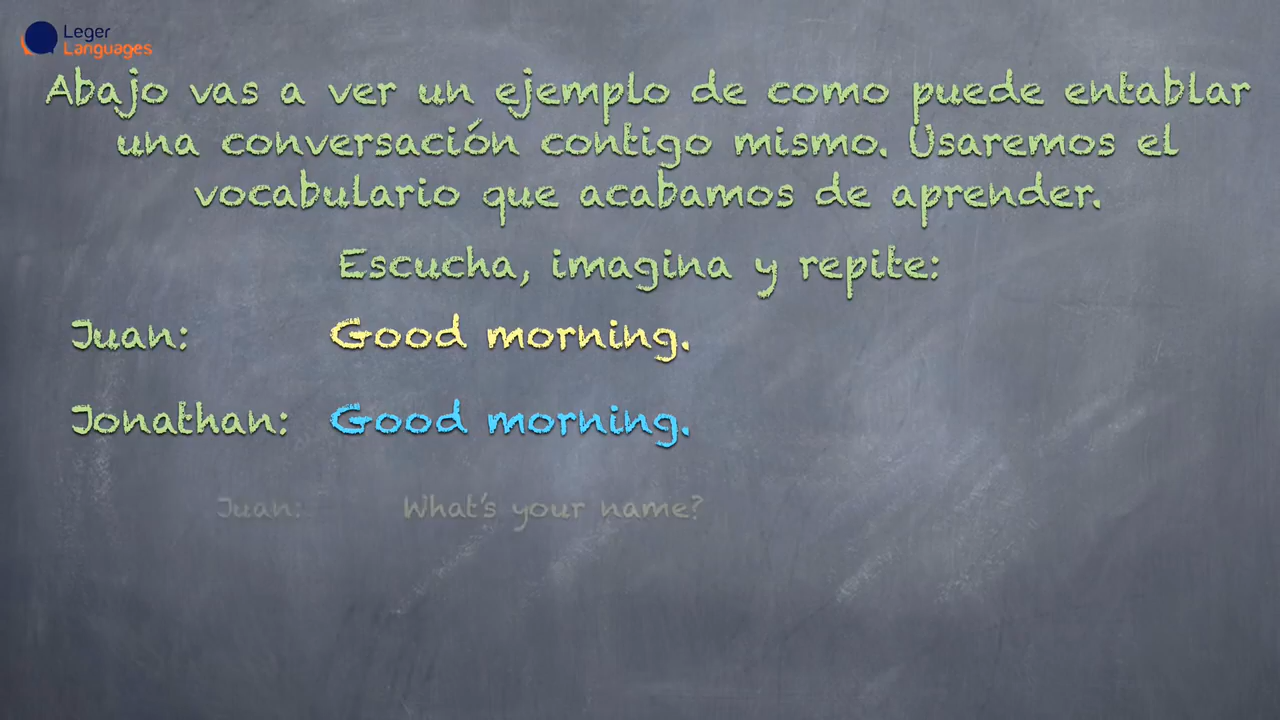 Leger
Languages
Abajo vas a ver un ejemplo de como puede entablar
una conversación contigo mismo. Usaremos el
vocabulario que acabamos de aprender.
Escucha, imagina y repite:
Juan: Good morning.
Jonathan: Good morning.
Juan: What's your name?